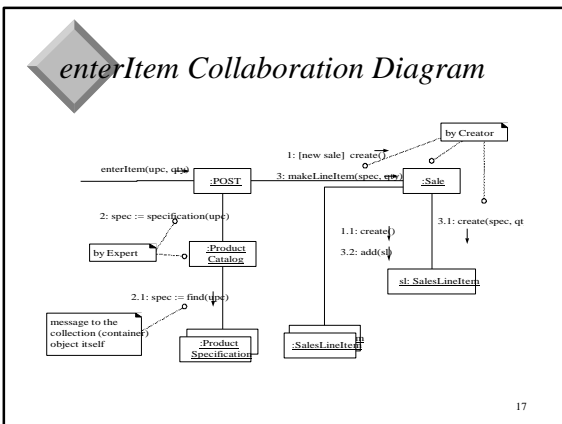 enterItem Collaboration Diagram
by Creator
1: [new sale] create()
enterItem(upc, qty)
:POST
3: makeLineItem(spec, qty)
:Sale
2: spec := specification(upc)
1.1: create()
3.1: create(spec, qt
by Expert
:Product
Catalog
3.2: add(sl)
sl: SalesLineItem
2.1: spec := find(upc)
message to the
collection (container)
object itself
:Product
Specification
:SalesLineItem
17